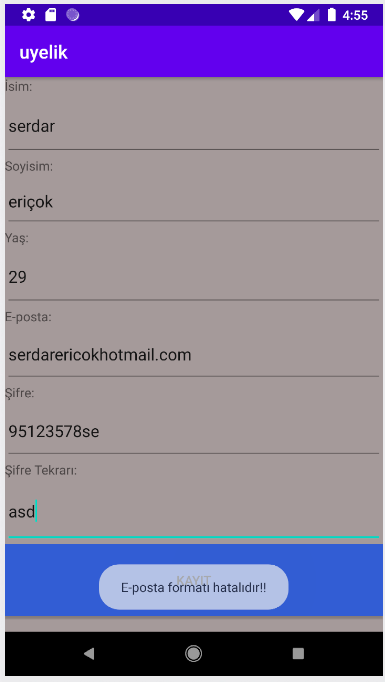 4:55
uyelik
İsim:
serdar
Soyisim:
eriçok
Yaş:
29
E-posta:
serdarericokhotmail.com
Şifre:
95123578se
Şifre Tekrarı:
asd
KAYIT
E-posta formatı hatalıdır!!